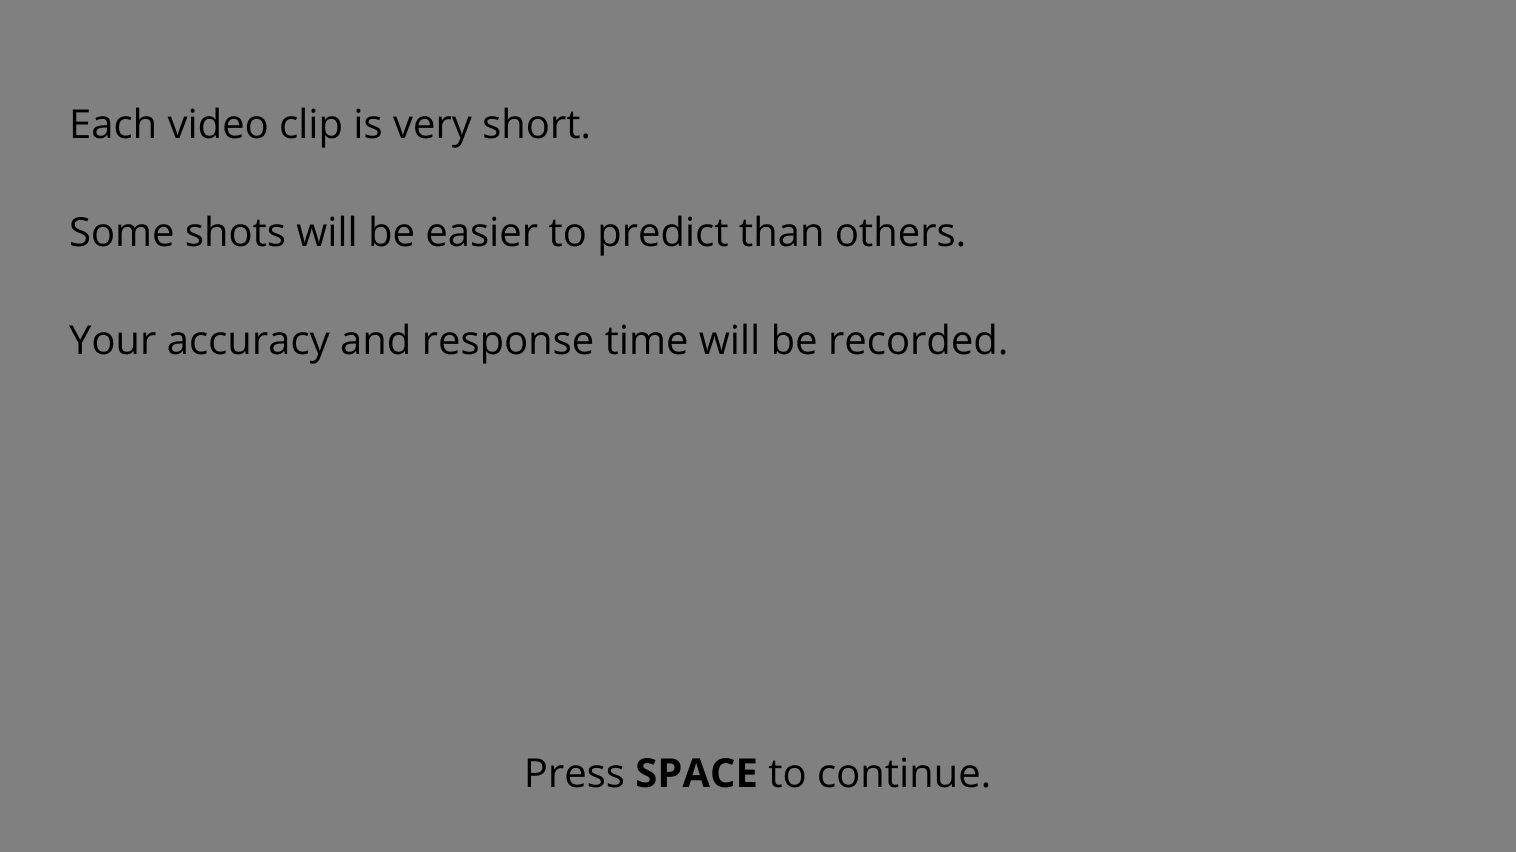 Each video clip is very short.
Some shots will be easier to predict than others.
Your accuracy and response time will be recorded.
Press SPACE to continue.